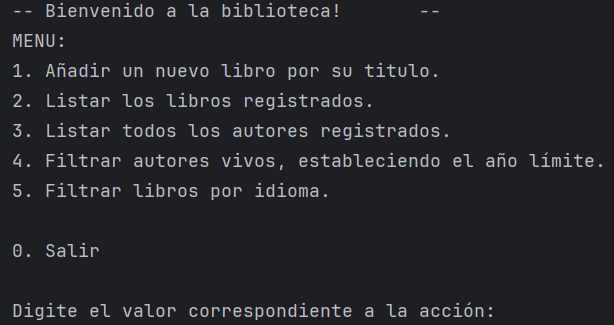 -- Bienvenido a la biblioteca!       --
MENU:
1. Añadir un nuevo libro por su titulo.
2. Listar los libros registrados.
3. Listar todos los autores registrados.
4. Filtrar autores vivos, estableciendo el año límite.
5. Filtrar libros por idioma.
0. Salir
Digite el valor correspondiente a la acción: